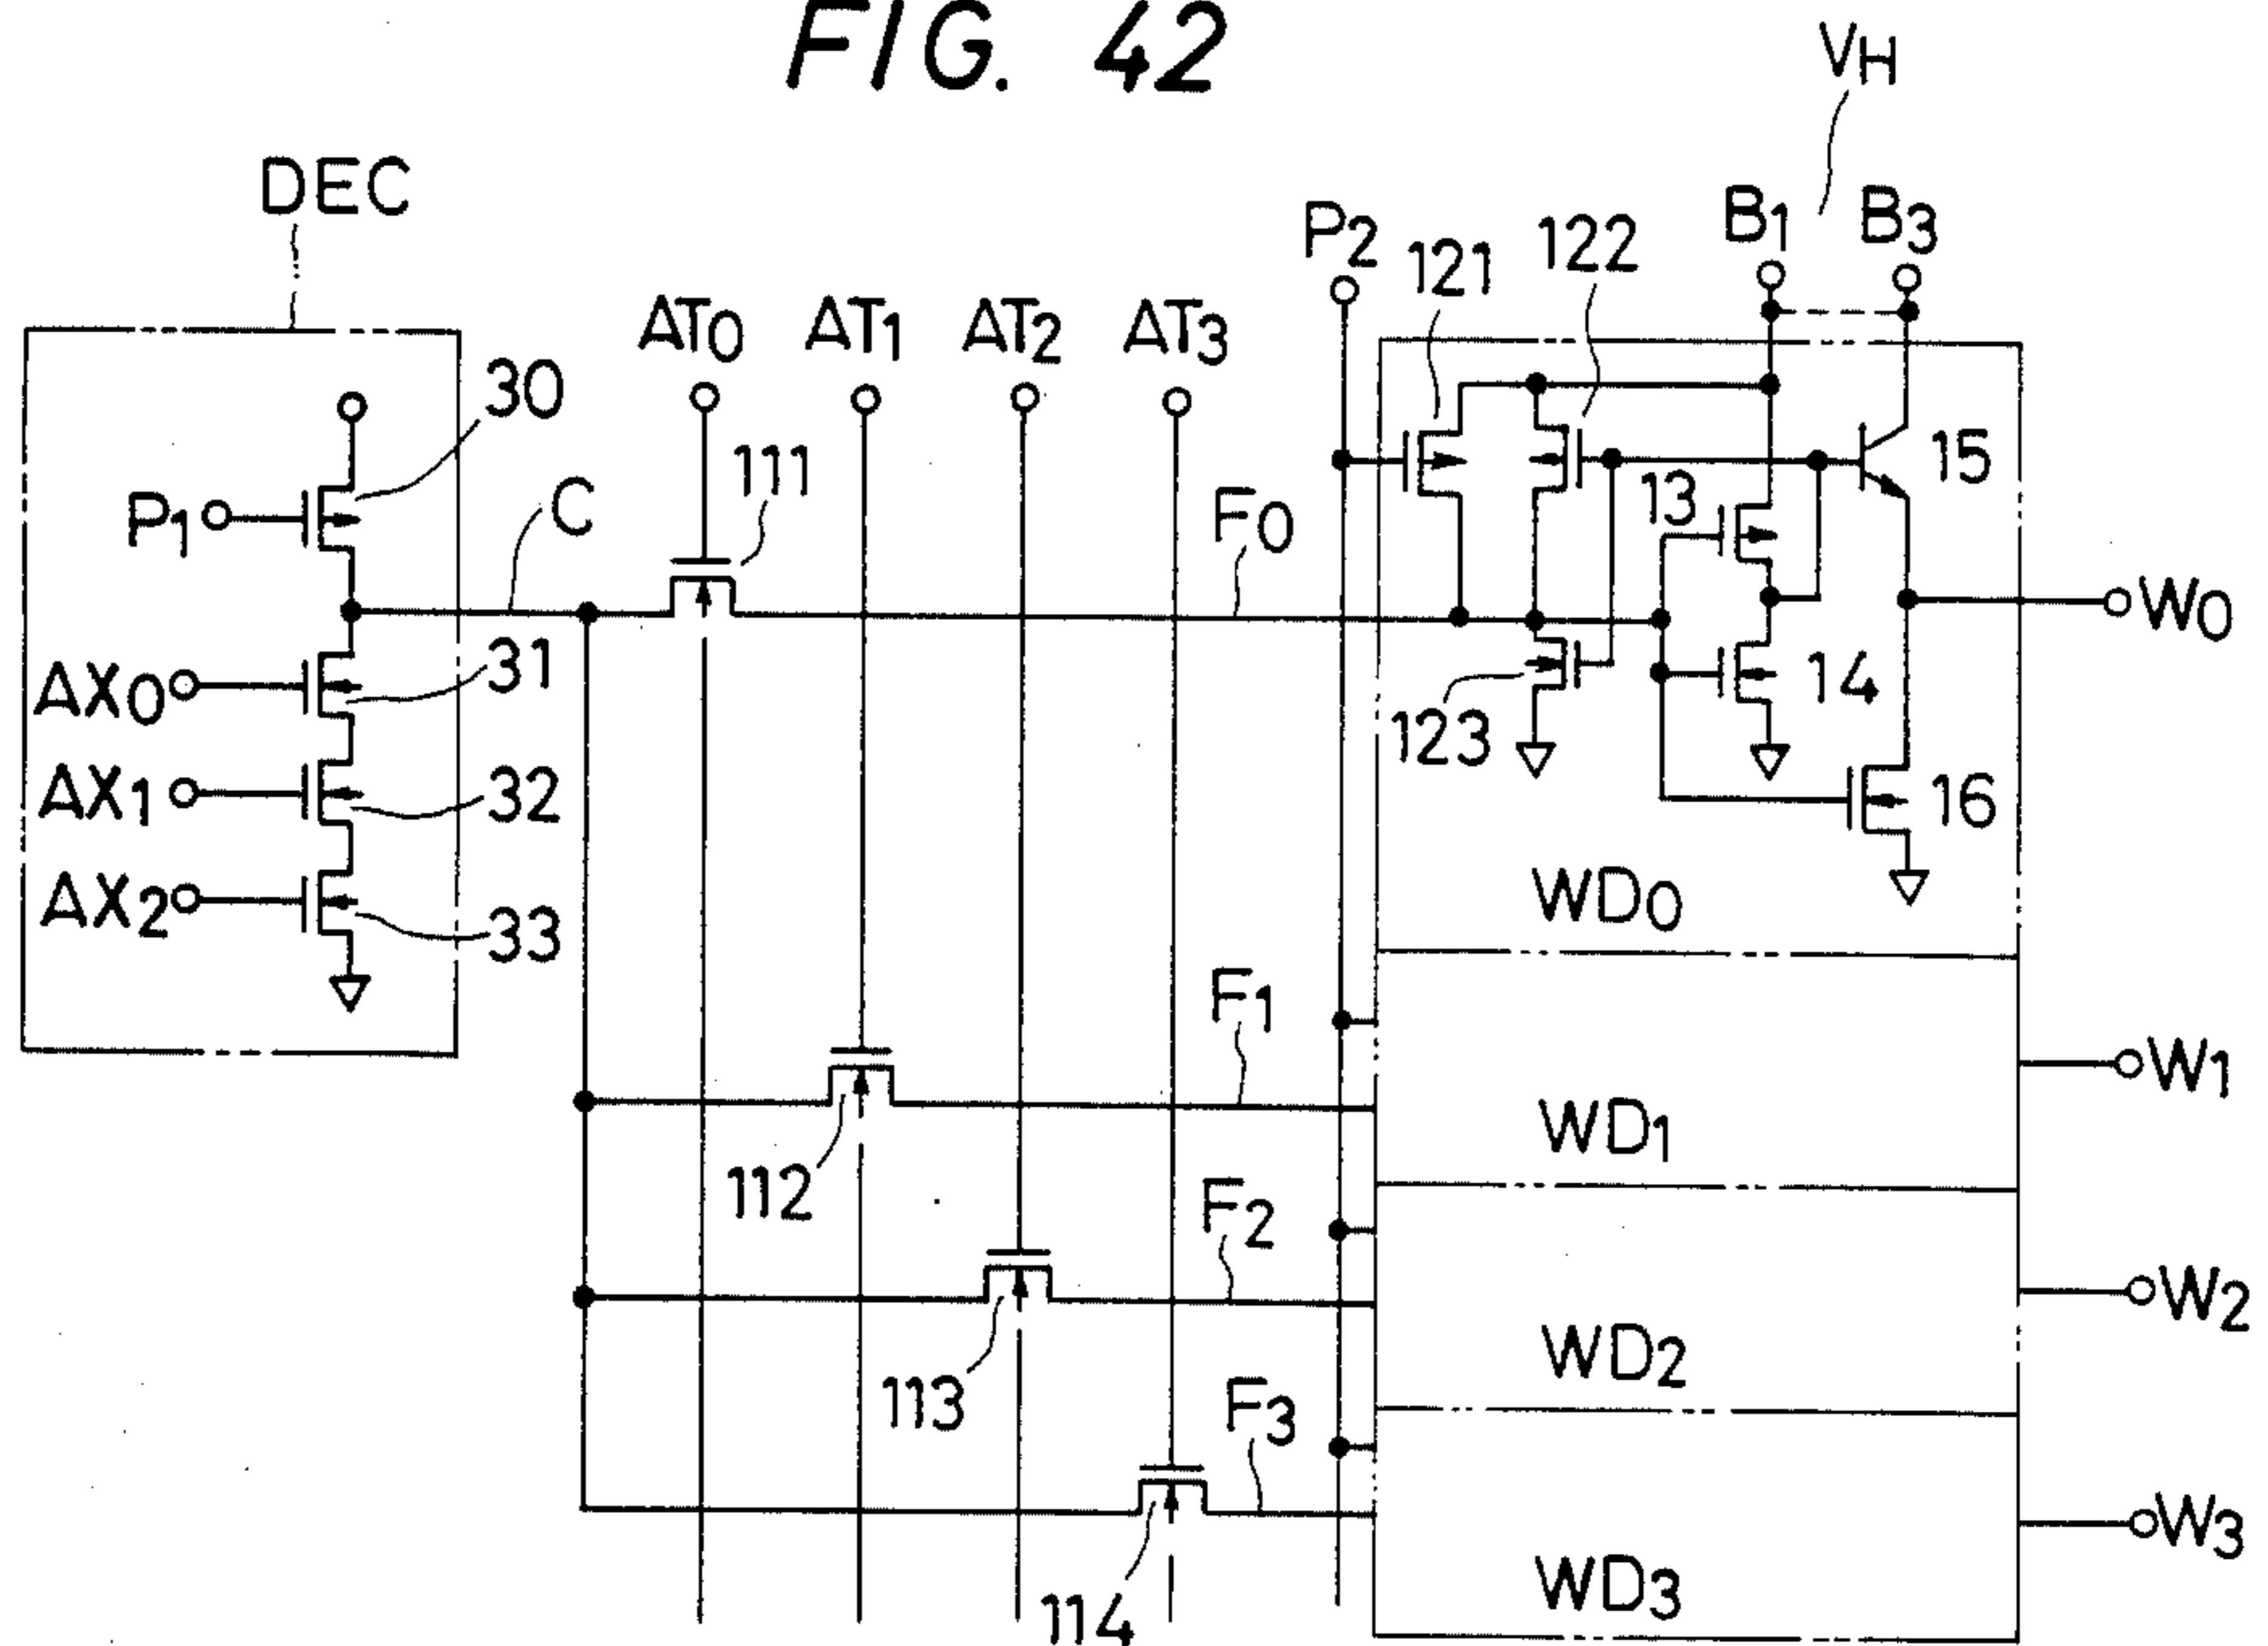 FIG. 42
VH
DEC
P2
121
122
B1
B3
AT0
AT1
AT2
AT3
30
111
15
P1
C
F0
13
W0
AX0
31
14
123
AX1
32
16
AX2
33
WD0
F1
W1
WD1
112
F2
W2
WD2
113
F3
W3
WD3
114